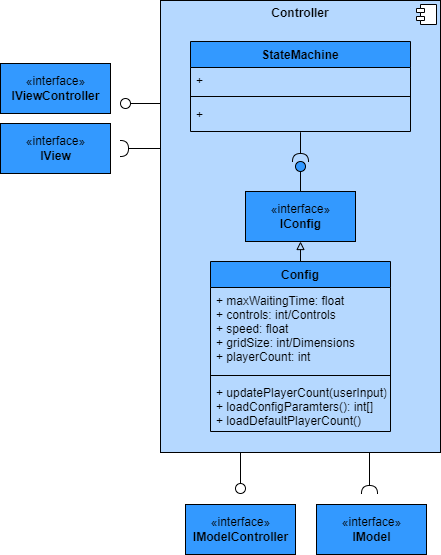 Controller
StateMachine
+
+
«interface»
IViewController
«interface»
IView
«interface»
IConfig
Config
+ maxWaitingTime: float
+ controls: int/Controls
+ speed: float
+ gridSize: int/Dimensions
+ playerCount: int
+ updatePlayerCount(userInput)
+ loadConfigParamters(): int[]
+ loadDefaultPlayerCount()
«interface»
IModelController
«interface»
IModel